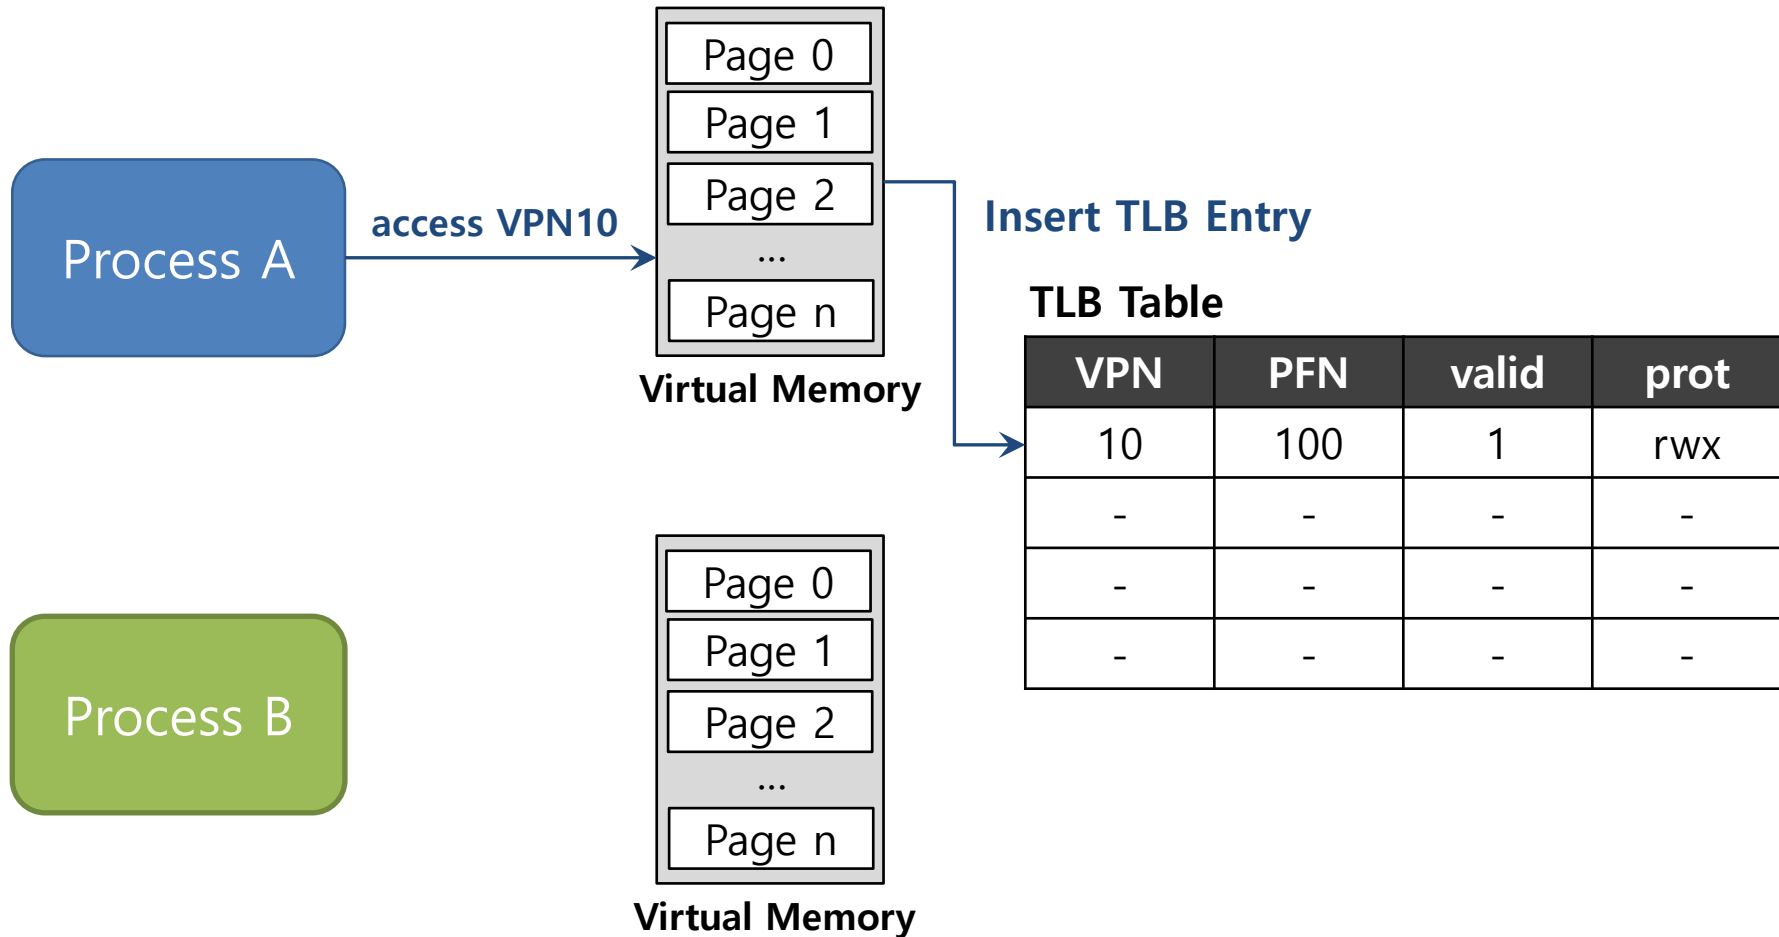 Page 0
Page 1
Process A
access VPN10
Page 2
...
Page n
Virtual Memory
Insert TLB Entry
TLB Table
VPN PFN valid prot
10 100 1 rwx
- - - -
- - - -
- - - -
Process B
Page 0
Page 1
Page 2
...
Page n
Virtual Memory